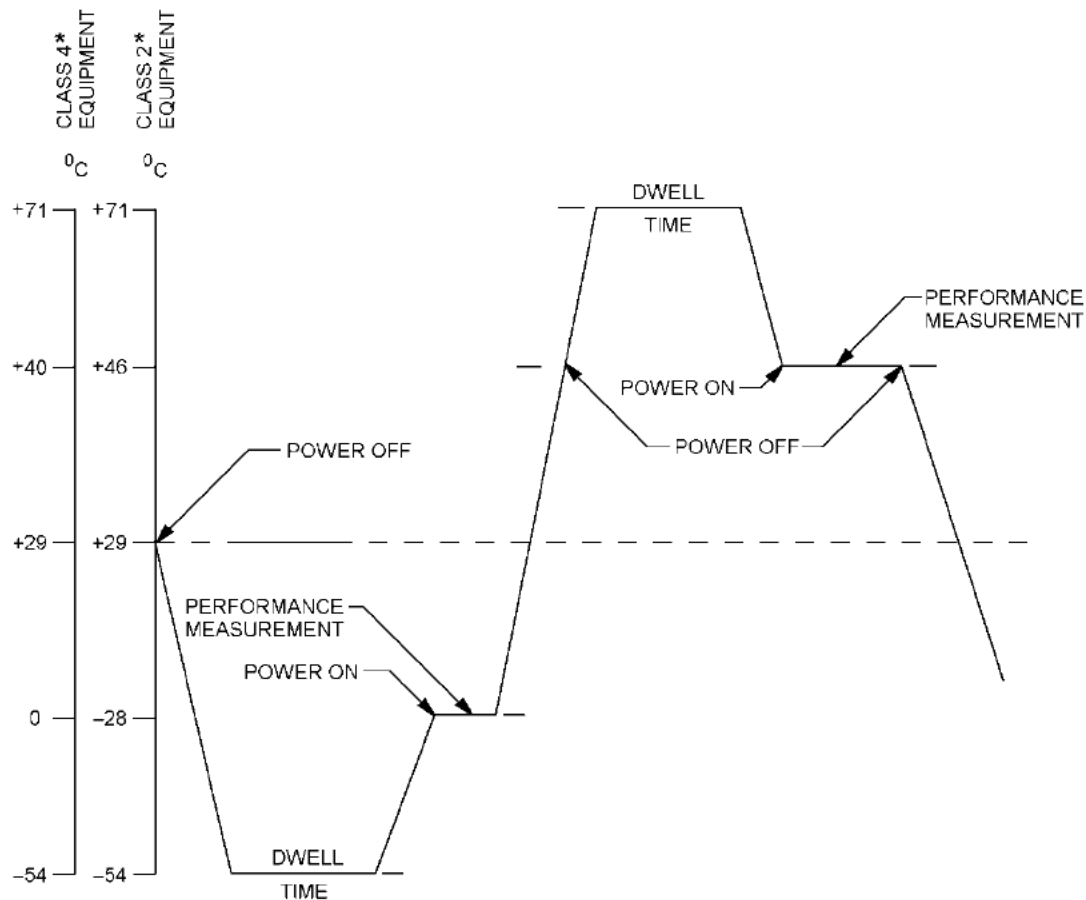 CLASS 4*
EQUIPMENT
CLASS 2*
EQUIPMENT
⁰C
⁰C
+71
+71
DWELL
TIME
PERFORMANCE
MEASUREMENT
+40
+46
POWER ON
POWER OFF
POWER OFF
+29
+29
PERFORMANCE
MEASUREMENT
POWER ON
0
–28
DWELL
TIME
–54
–54